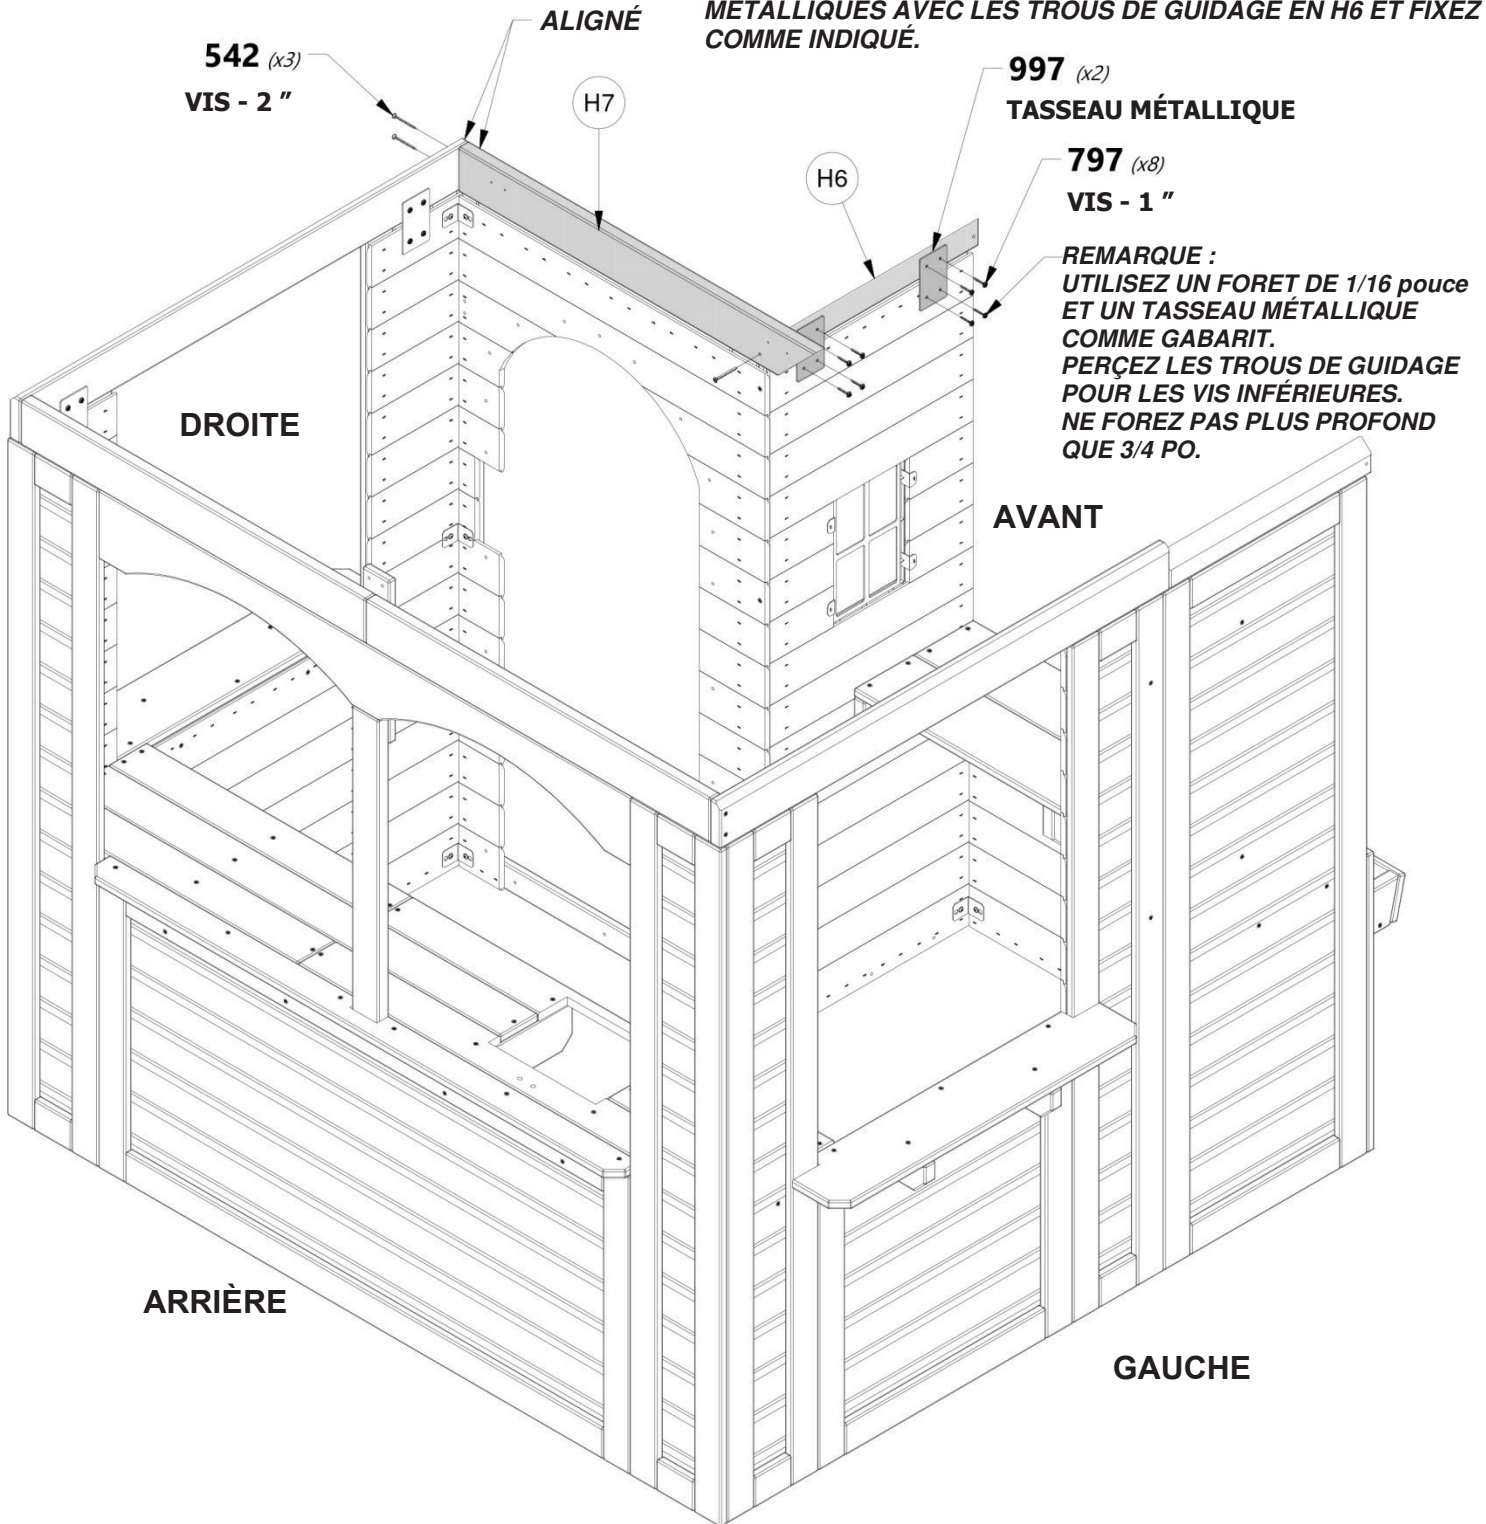 MÉTALLIQUES AVEC LES TROUS DE GUIDAGE EN H6 ET FIXEZ
COMME INDIQUÉ.
ALIGNÉ
542 (x3)
VIS - 2 "
H7
997 (x2)
TASSEAU MÉTALLIQUE
H6
797 (x8)
VIS - 1 "
REMARQUE :
UTILISEZ UN FORET DE 1/16 pouce
ET UN TASSEAU MÉTALLIQUE
COMME GABARIT.
PERÇEZ LES TROUS DE GUIDAGE
POUR LES VIS INFÉRIEURES.
NE FOREZ PAS PLUS PROFOND
QUE 3/4 PO.
DROITE
AVANT
ARRIÈRE
GAUCHE